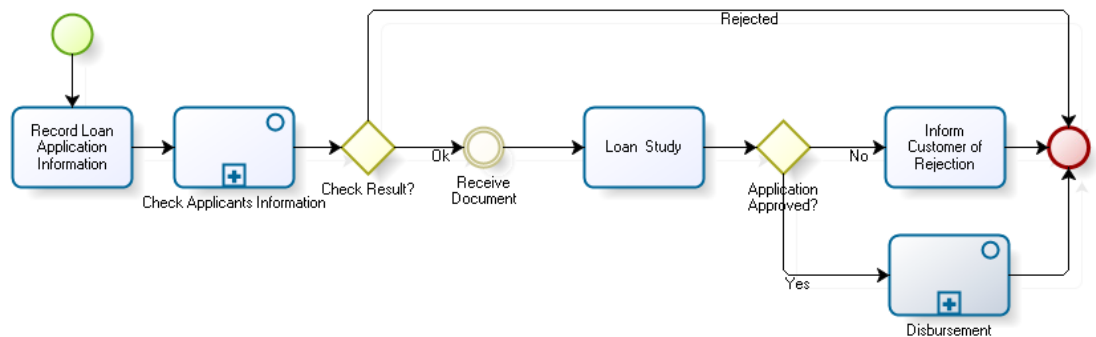 Rejected
Record Loan
Application
Information
Check Applicants Information
Check Result?
Ok
Receive
Document
Loan Study
Application
Approved?
No
Inform
Customer of
Rejection
Yes
Disbursement